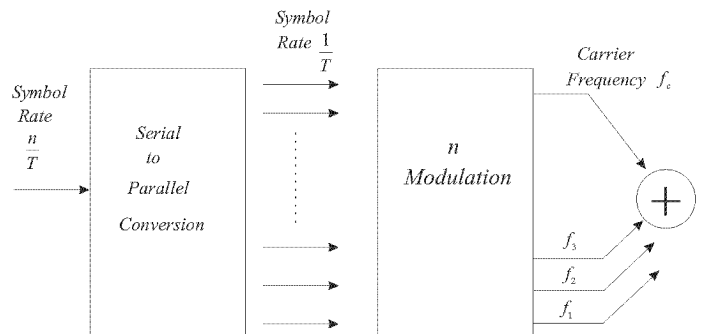 Symbol
Rate
n
T
Serial
to
Parallel
Conversion
Symbol
Rate 1
T
n
Modulation
Carrier
Frequency f_c
+
f_3
f_2
f_1